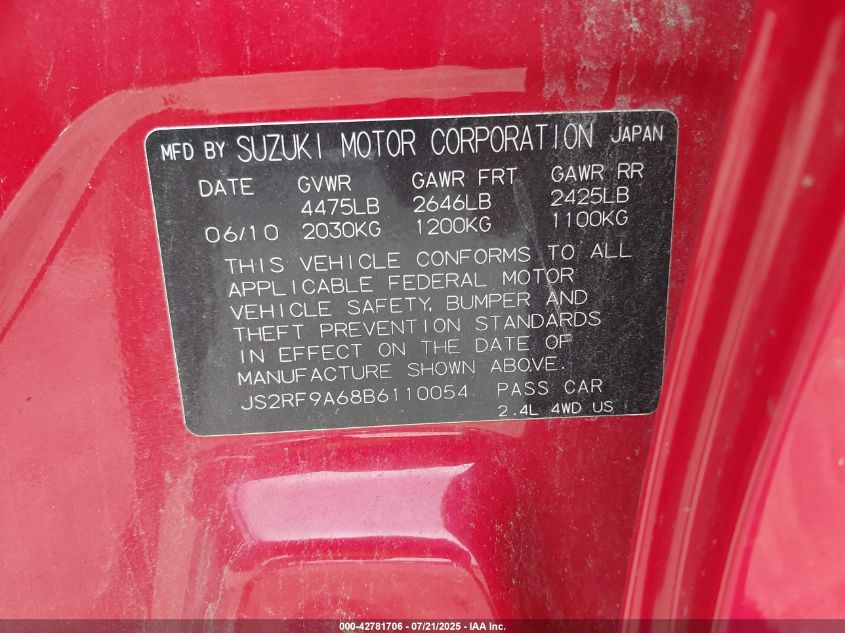 MFD BY SUZUKI MOTOR CORPORATION JAPAN
DATE GVWR GAWR FRT GAWR RR
4475LB 2646LB 2425LB
06/10 2030KG 1200KG 1100KG
THIS VEHICLE CONFORMS TO ALL
APPLICABLE FEDERAL MOTOR
VEHICLE SAFETY, BUMPER AND
THEFT PREVENTION STANDARDS
IN EFFECT ON THE DATE OF
MANUFACTURE SHOWN ABOVE.
JS2RF9A68B6110054 PASS CAR
2.4L 4WD US
000-42781706 - 07/21/2025 - IAA Inc.